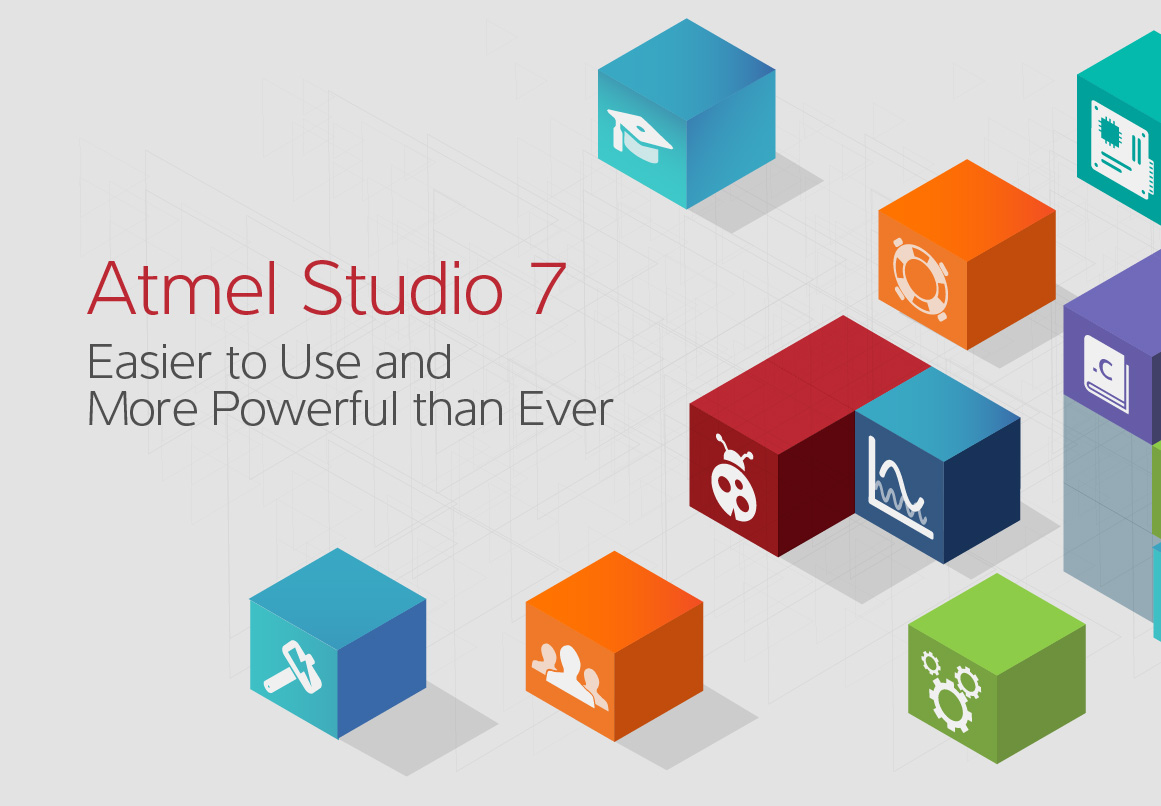 Atmel Studio 7
Easier to Use and
More Powerful than Ever
.C